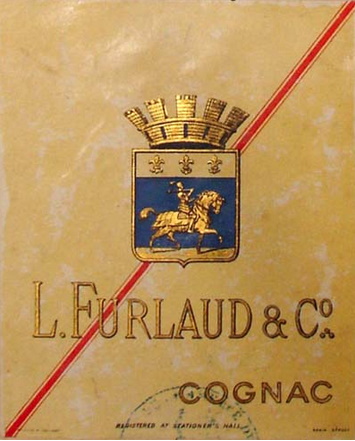 L. FURLAUD & Co.
COGNAC
REGISTERED AT STATIONER'S HALL